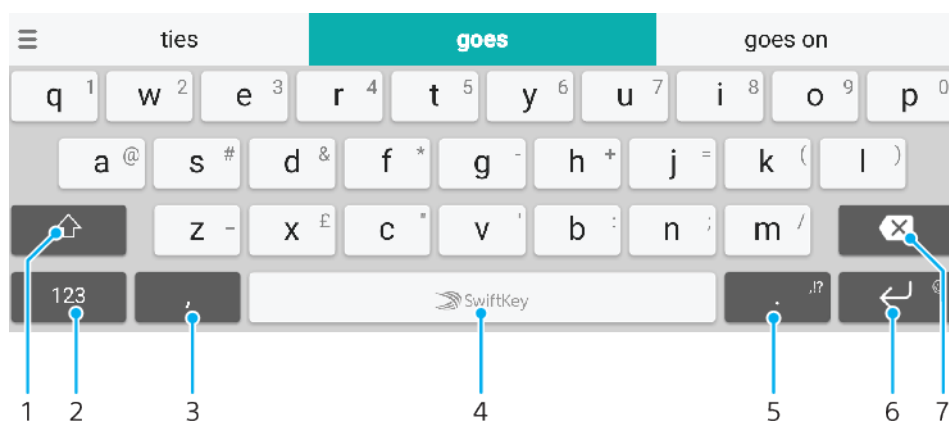 ties goes goes on
q 1 w 2 e 3 r 4 t 5 y 6 u 7 i 8 o 9 p 0
a @ s # d & f * g - h + j = k ( l )
z _ x £ c " v ' b : n ; m /
123 , SwiftKey . ,!?
1 2 3 4 5 6 7